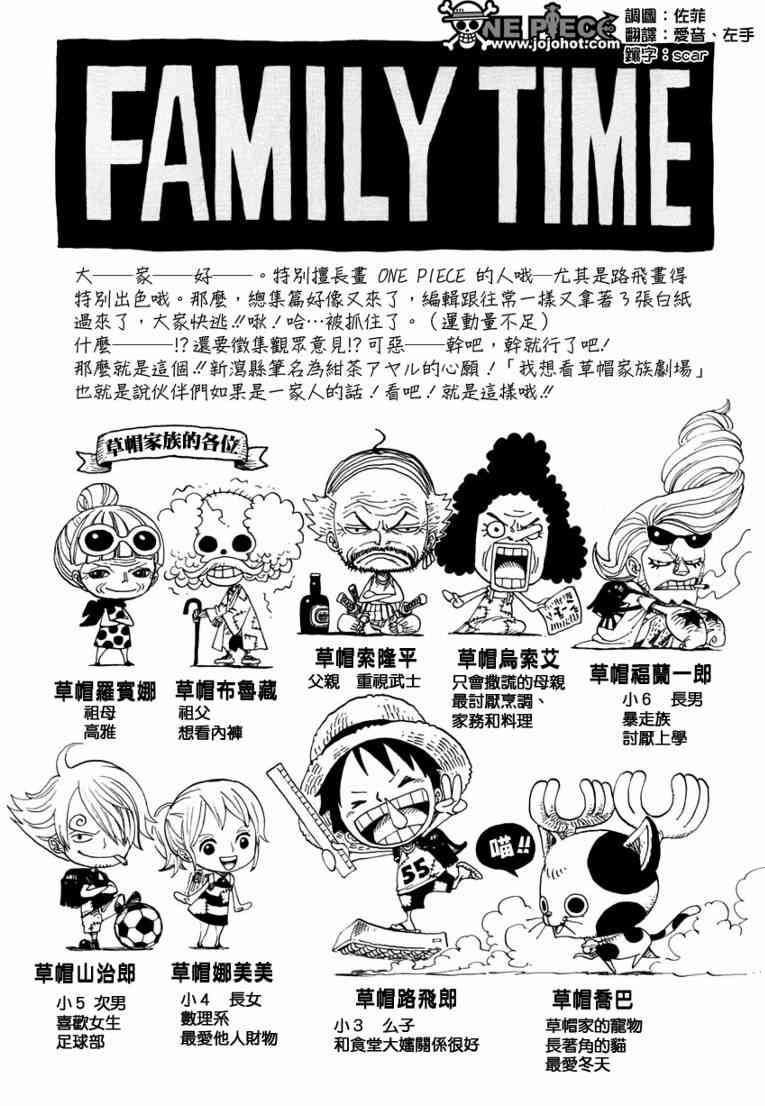 ONE PIECE
www.jojohot.com
調圖：佐菲
翻譯：愛音、左手
鑲字：scar
FAMILY TIME
大──家──好──。特別擅長畫 ONE PIECE 的人哦─尤其是路飛畫得
特別出色哦。那麼，總集篇好像又來了，編輯跟往常一樣又拿著3張白紙
過來了，大家快逃!!啾！哈…被抓住了。（運動量不足）
什麼──!?還要徵集觀眾意見!?可惡─幹吧，幹就行了吧!
那麼就是這個!!新瀉縣筆名為紺茶アヤル的心願！「我想看草帽家族劇場」
也就是說伙伴們如果是一家人的話！看吧！就是這樣哦!!
草帽家族的各位
草帽羅賓娜
祖母
高雅
草帽布魯藏
祖父
想看內褲
草帽索隆平
父親　重視武士
草帽烏索艾
只會撒謊的母親
最討厭烹調、
家務和料理
草帽福蘭一郎
小6　長男
暴走族
討厭上學
草帽山治郎
小5 次男
喜歡女生
足球部
草帽娜美美
小4　長女
數理系
最愛他人財物
55
草帽路飛郎
小3　么子
和食堂大嬸關係很好
喵!!
草帽喬巴
草帽家的寵物
長著角的貓
最愛冬天